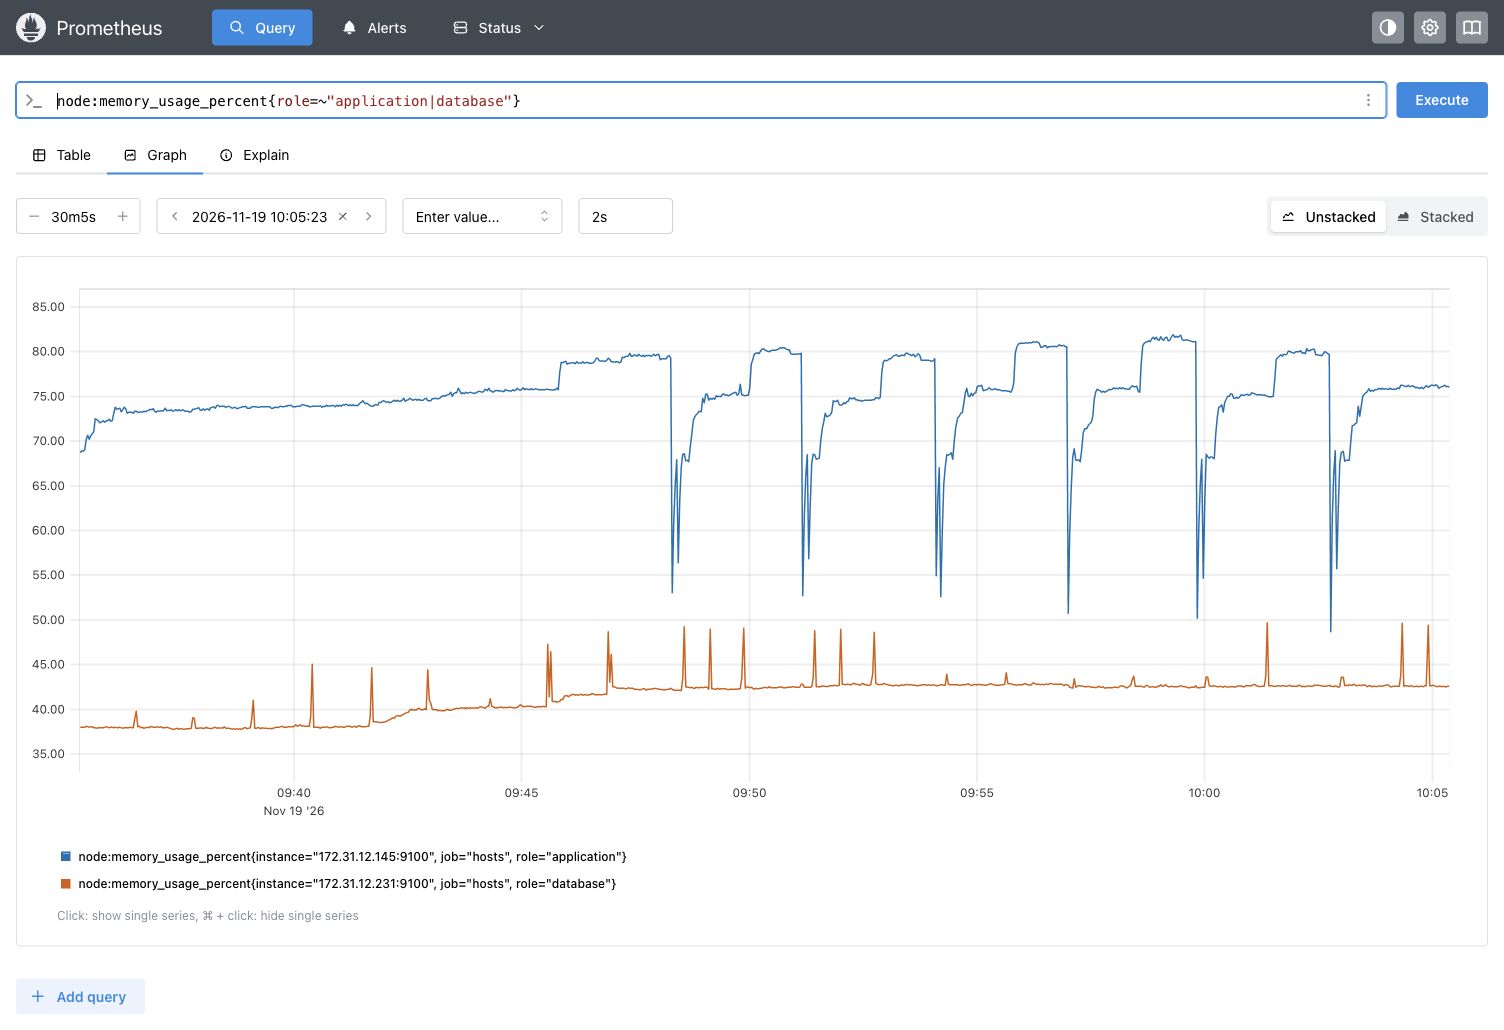 Prometheus Query Alerts Status
node:memory_usage_percent{role=~"application|database"} Execute
Table Graph Explain
30m5s 2026-11-19 10:05:23 Enter value... 2s Unstacked Stacked
85.00
80.00
75.00
70.00
65.00
60.00
55.00
50.00
45.00
40.00
35.00
09:40 09:45 09:50 09:55 10:00 10:05
Nov 19 '26
node:memory_usage_percent{instance="172.31.12.145:9100", job="hosts", role="application"}
node:memory_usage_percent{instance="172.31.12.231:9100", job="hosts", role="database"}
Click: show single series, ⌘ + click: hide single series
Add query